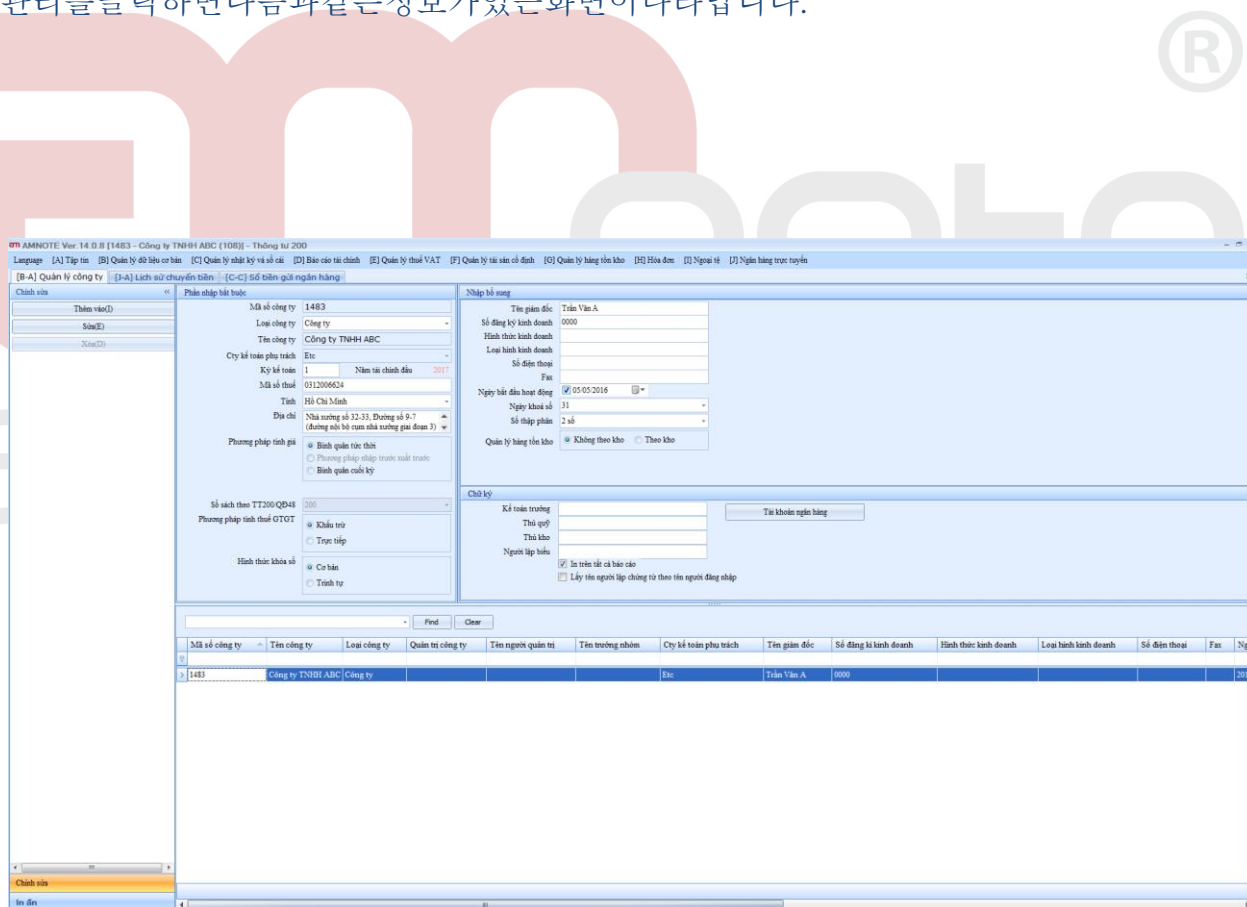 관리를클릭하면다음과같은정보가있는화면이나타납니다.
®
AMNOTE Ver.14.0.8 [1483 - Công ty TNHH ABC (108)] - Thông tư 200
Language [A] Tập tin [B] Quản lý dữ liệu cơ bản [C] Quản lý nhật ký và sổ cái [D] Báo cáo tài chính [E] Quản lý thuế VAT [F] Quản lý tài sản cố định [G] Quản lý hàng tồn kho [H] Hóa đơn [I] Ngoại tệ [J] Ngân hàng trực tuyến
[B-A] Quản lý công ty [J-A] Lịch sử chuyển tiền [C-C] Sổ tiền gửi ngân hàng
Chỉnh sửa
Thêm vào(I)
Sửa(E)
Xóa(D)
Phần nhập bắt buộc
Mã số công ty 1483
Loại công ty Công ty
Tên công ty Công ty TNHH ABC
Cty kế toán phụ trách Etc
Kỳ kế toán 1 Năm tài chính đầu 2017
Mã số thuế 0312006624
Tỉnh Hồ Chí Minh
Địa chỉ Nhà xưởng số 32-33, Đường số 9-7
(đường nội bộ cụm nhà xưởng giai đoạn 3)
Phương pháp tính giá Bình quân tức thời
Phương pháp nhập trước xuất trước
Bình quân cuối kỳ
Sổ sách theo TT200/QĐ48 200
Phương pháp tính thuế GTGT Khấu trừ
Trực tiếp
Hình thức khóa sổ Cơ bản
Trình tự
Nhập bổ sung
Tên giám đốc Trần Văn A
Số đăng ký kinh doanh 0000
Hình thức kinh doanh
Loại hình kinh doanh
Số điện thoại
Fax
Ngày bắt đầu hoạt động 05/05/2016
Ngày khoá sổ 31
Số thập phân 2 số
Quản lý hàng tồn kho Không theo kho Theo kho
Chữ ký
Kế toán trưởng
Thủ quỹ
Thủ kho
Người lập biểu
Tài khoản ngân hàng
In trên tất cả báo cáo
Lấy tên người lập chứng từ theo tên người đăng nhập
Find Clear
Mã số công ty Tên công ty Loại công ty Quản trị công ty Tên người quản trị Tên trưởng nhóm Cty kế toán phụ trách Tên giám đốc Số đăng kí kinh doanh Hình thức kinh doanh Loại hình kinh doanh Số điện thoại Fax Ng
1483 Công ty TNHH ABC Công ty Etc Trần Văn A 0000 201
Chỉnh sửa
In ấn